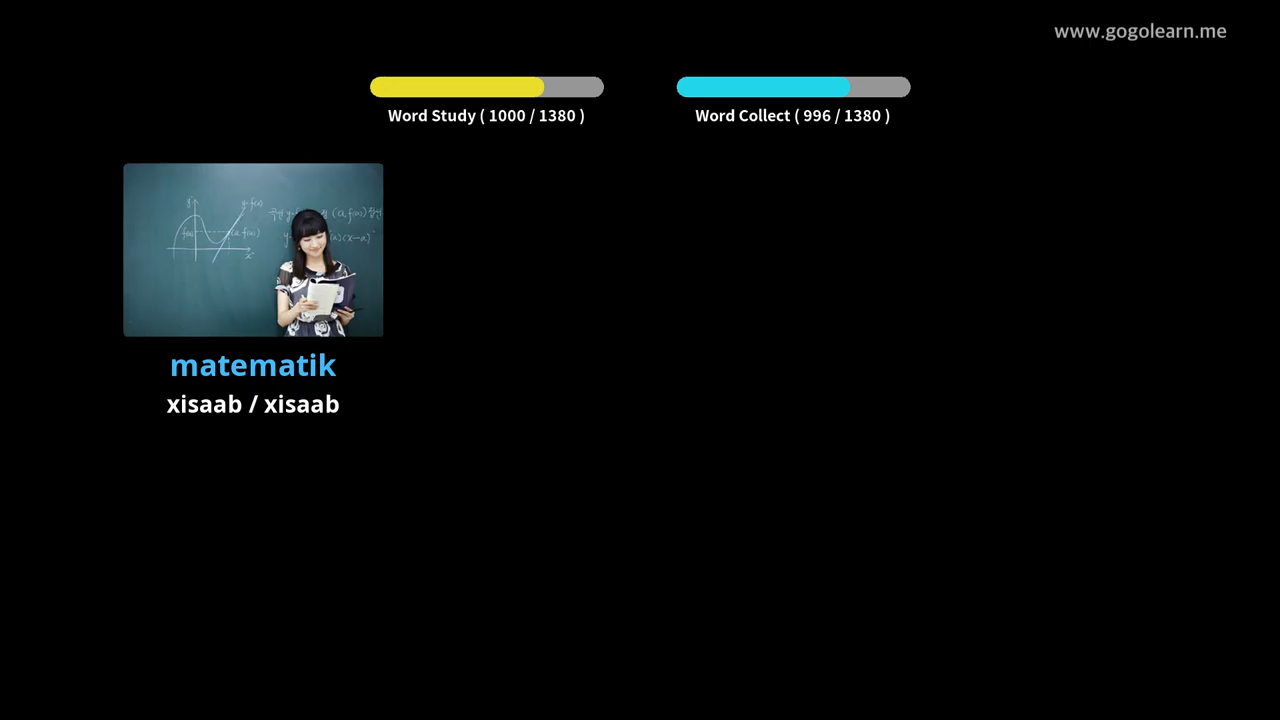 www.gogolearn.me
Word Study ( 1000 / 1380 )
Word Collect ( 996 / 1380 )
matematik
xisaab / xisaab